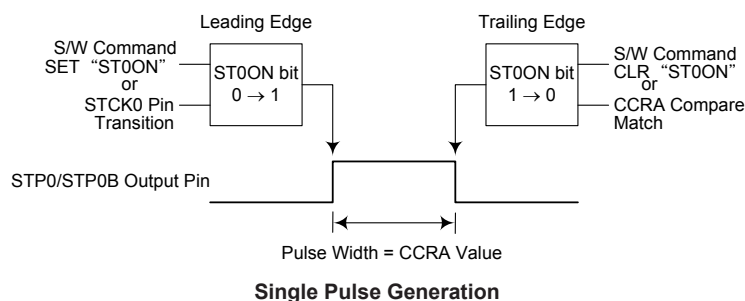 Leading Edge
Trailing Edge
S/W Command
SET “ST0ON”
or
STCK0 Pin
Transition
ST0ON bit
0 → 1
ST0ON bit
1 → 0
S/W Command
CLR “ST0ON”
or
CCRA Compare
Match
STP0/STP0B Output Pin
Pulse Width = CCRA Value
Single Pulse Generation